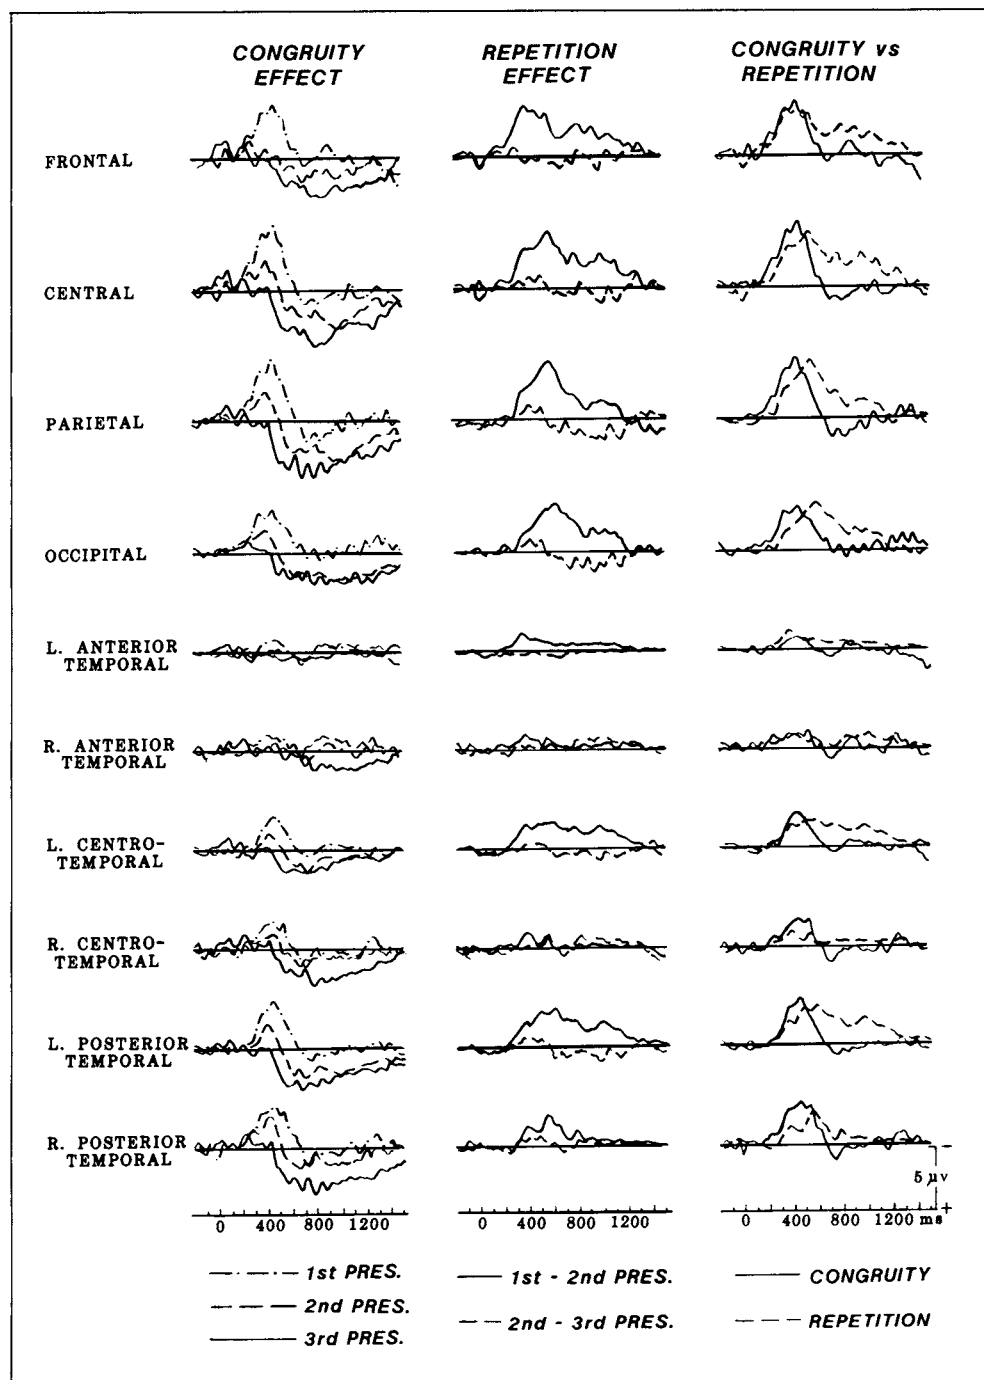 CONGRUITY EFFECT
REPETITION EFFECT
CONGRUITY vs REPETITION
FRONTAL
CENTRAL
PARIETAL
OCCIPITAL
L. ANTERIOR
TEMPORAL
R. ANTERIOR
TEMPORAL
L. CENTRO-
TEMPORAL
R. CENTRO-
TEMPORAL
L. POSTERIOR
TEMPORAL
R. POSTERIOR
TEMPORAL
-
5 μv
+
0 400 800 1200
0 400 800 1200
0 400 800 1200 ms
1st PRES.
2nd PRES.
3rd PRES.
1st - 2nd PRES.
2nd - 3rd PRES.
CONGRUITY
REPETITION